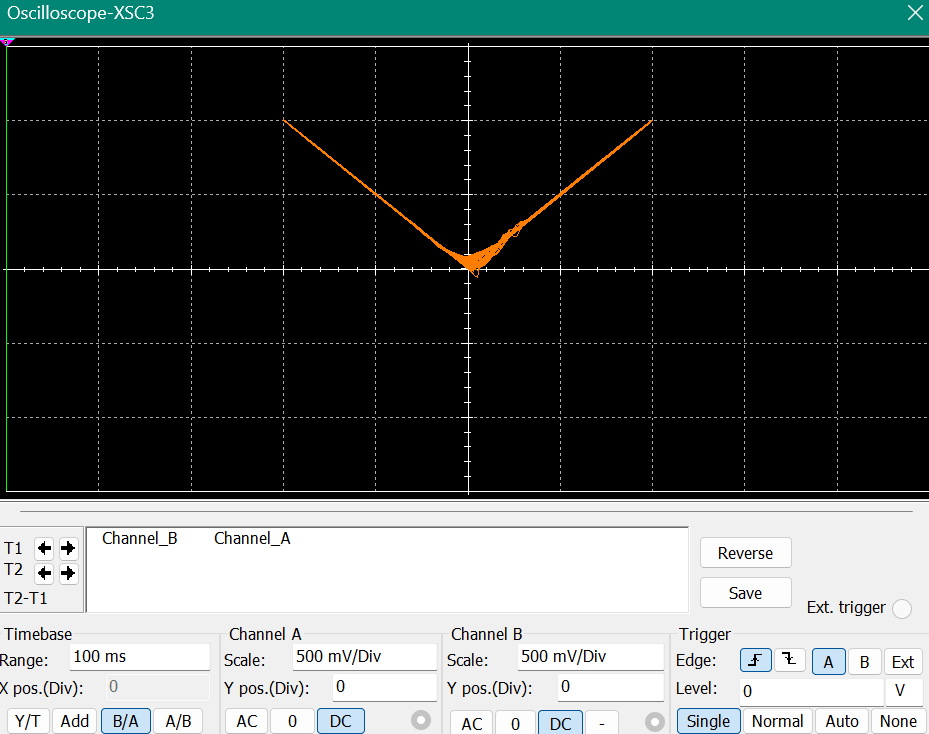 Oscilloscope-XSC3
Channel_B Channel_A
T1
T2
T2-T1
Reverse
Save
Ext. trigger
Timebase
Range: 100 ms
X pos.(Div): 0
Y/T Add B/A A/B
Channel A
Scale: 500 mV/Div
Y pos.(Div): 0
AC 0 DC
Channel B
Scale: 500 mV/Div
Y pos.(Div): 0
AC 0 DC -
Trigger
Edge: A B Ext
Level: 0 V
Single Normal Auto None